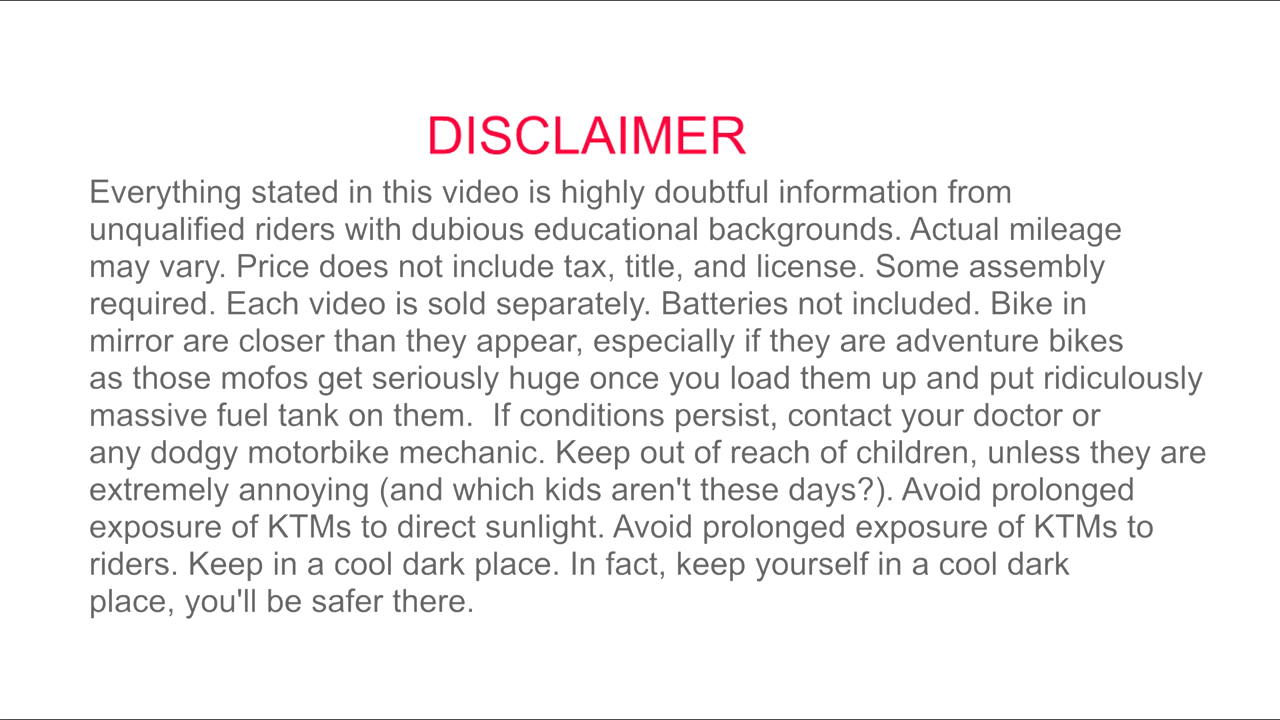 DISCLAIMER
Everything stated in this video is highly doubtful information from
unqualified riders with dubious educational backgrounds. Actual mileage
may vary. Price does not include tax, title, and license. Some assembly
required. Each video is sold separately. Batteries not included. Bike in
mirror are closer than they appear, especially if they are adventure bikes
as those mofos get seriously huge once you load them up and put ridiculously
massive fuel tank on them.  If conditions persist, contact your doctor or
any dodgy motorbike mechanic. Keep out of reach of children, unless they are
extremely annoying (and which kids aren't these days?). Avoid prolonged
exposure of KTMs to direct sunlight. Avoid prolonged exposure of KTMs to
riders. Keep in a cool dark place. In fact, keep yourself in a cool dark
place, you'll be safer there.